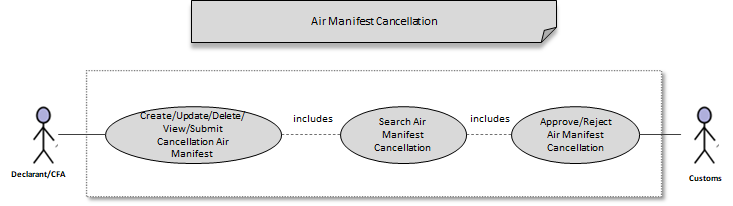 Air Manifest Cancellation
Create/Update/Delete/
View/Submit
Cancellation Air
Manifest
includes
Search Air
Manifest
Cancellation
includes
Approve/Reject
Air Manifest
Cancellation
Declarant/CFA
Customs